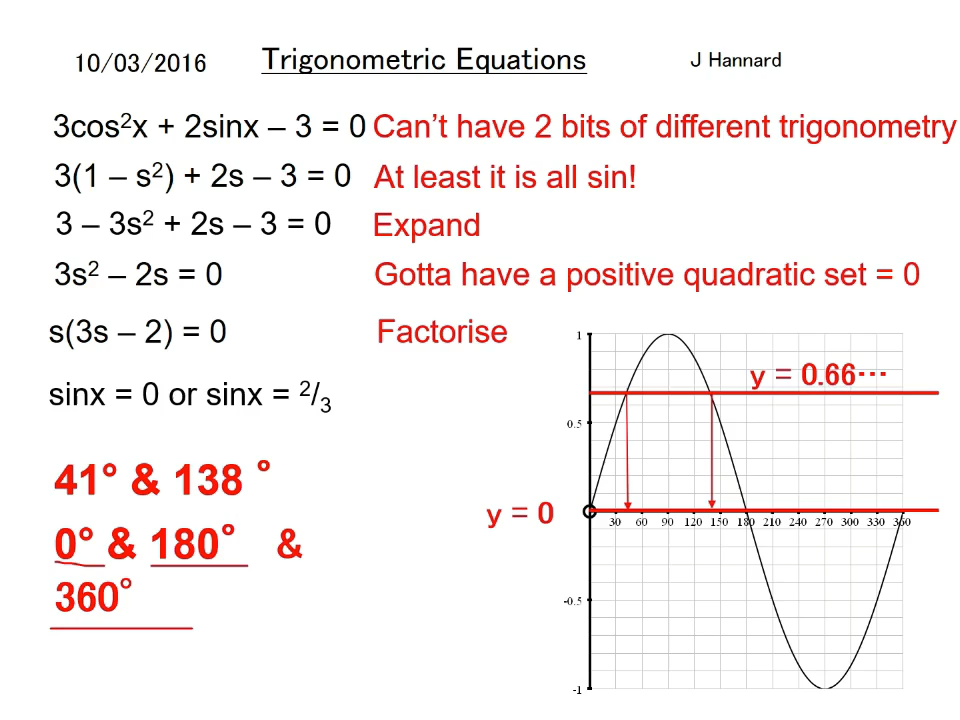 10/03/2016 Trigonometric Equations J Hannard
3cos²x + 2sinx – 3 = 0 Can't have 2 bits of different trigonometry
3(1 – s²) + 2s – 3 = 0 At least it is all sin!
3 – 3s² + 2s – 3 = 0 Expand
3s² – 2s = 0 Gotta have a positive quadratic set = 0
s(3s – 2) = 0 Factorise
sinx = 0 or sinx = ²/₃
41° & 138 °
0° & 180° &
360°
1
y = 0.66⋯
0.5
y = 0
30 60 90 120 150 180 210 240 270 300 330 360
-0.5
-1